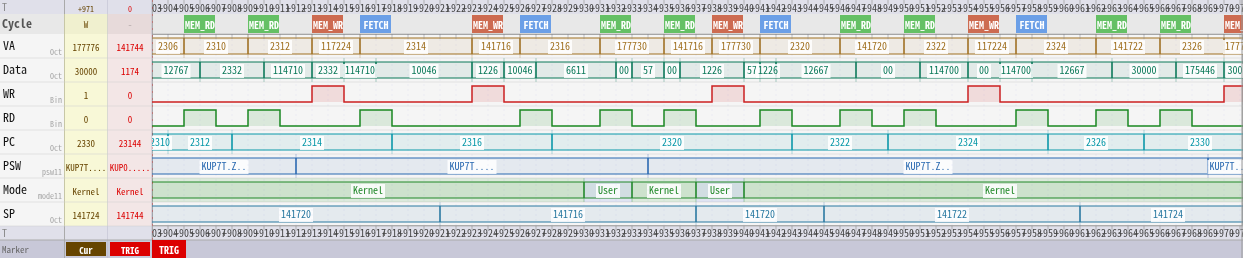 T +971 0
Cycle W - MEM_RD MEM_RD MEM_WR FETCH MEM_WR FETCH MEM_RD MEM_RD MEM_WR FETCH MEM_RD MEM_RD MEM_WR FETCH MEM_RD MEM_RD MEM
VA Oct 177776 141744 2306 2310 2312 117224 2314 141716 2316 177730 141716 177730 2320 141720 2322 117224 2324 141722 2326 177
Data Oct 30000 1174 12767 2332 114710 2332 114710 10046 1226 10046 6611 00 57 00 1226 57 1226 12667 00 114700 00 114700 12667 30000 175446 300
WR Bin 1 0
RD Bin 0 0
PC Oct 2330 23144 2310 2312 2314 2316 2320 2322 2324 2326 2330
PSW psw11 KUP7T.... KUP0..... KUP7T.Z.. KUP7T.... KUP7T.Z.. KUP7T.
Mode mode11 Kernel Kernel Kernel User Kernel User Kernel
SP Oct 141724 141744 141720 141716 141720 141722 141724
T
Marker Cur TRIG TRIG